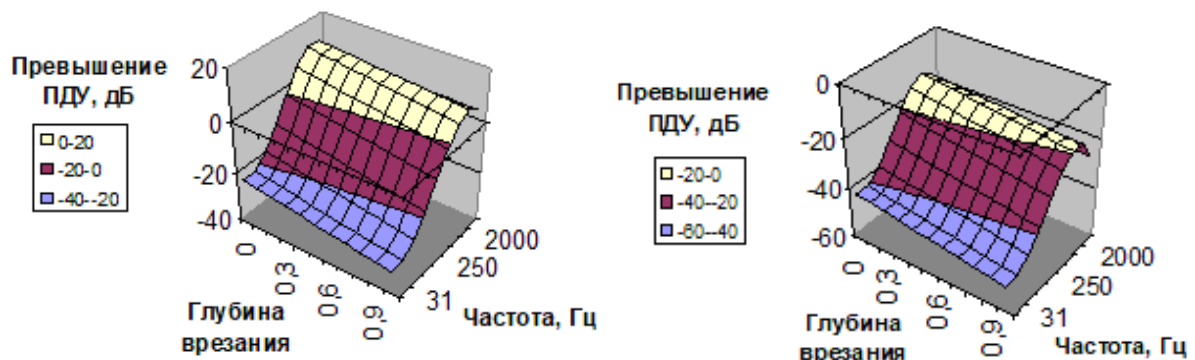 Превышение
ПДУ, дБ
0-20
-20-0
-40--20
20
0
-20
-40
0
0,3
0,6
0,9
31
250
2000
Глубина
врезания
Частота, Гц
Превышение
ПДУ, дБ
-20-0
-40--20
-60--40
0
-20
-40
-60
0
0,3
0,6
0,9
31
250
2000
Глубина
врезания
Частота, Гц